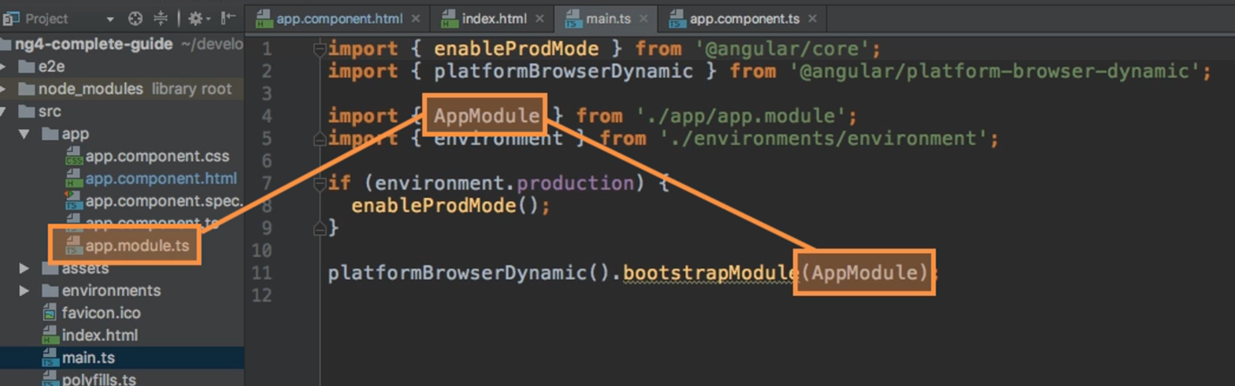 Project
app.component.html
index.html
main.ts
app.component.ts
ng4-complete-guide ~/develo
e2e
node_modules library root
src
app
app.component.css
app.component.html
app.component.spec.
app.component.ts
app.module.ts
assets
environments
favicon.ico
index.html
main.ts
polyfills.ts
1 import { enableProdMode } from '@angular/core';
2 import { platformBrowserDynamic } from '@angular/platform-browser-dynamic';
3
4 import { AppModule } from './app/app.module';
5 import { environment } from './environments/environment';
6
7 if (environment.production) {
8 enableProdMode();
9 }
10
11 platformBrowserDynamic().bootstrapModule(AppModule);
12